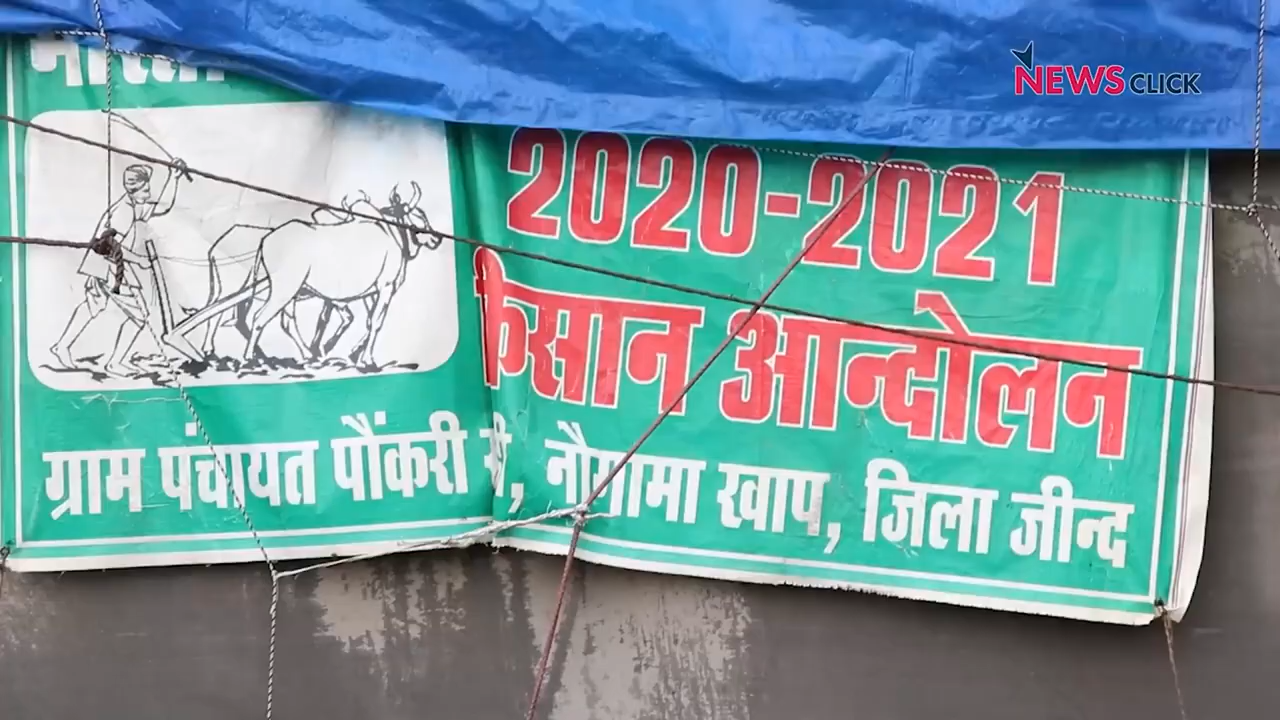 NEWSCLICK
2020-2021
किसान आन्दोलन
ग्राम पंचायत पौंकरी नौगामा खाप, जिला जीन्द